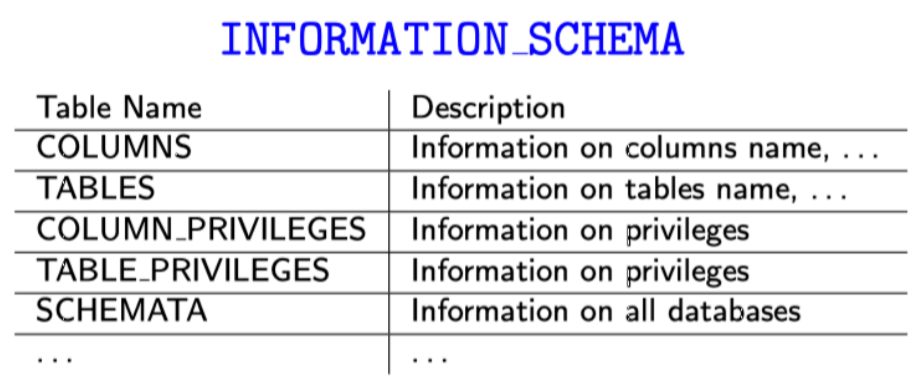 INFORMATION_SCHEMA
Table Name Description
COLUMNS Information on columns name, ...
TABLES Information on tables name, ...
COLUMN_PRIVILEGES Information on privileges
TABLE_PRIVILEGES Information on privileges
SCHEMATA Information on all databases
... ...